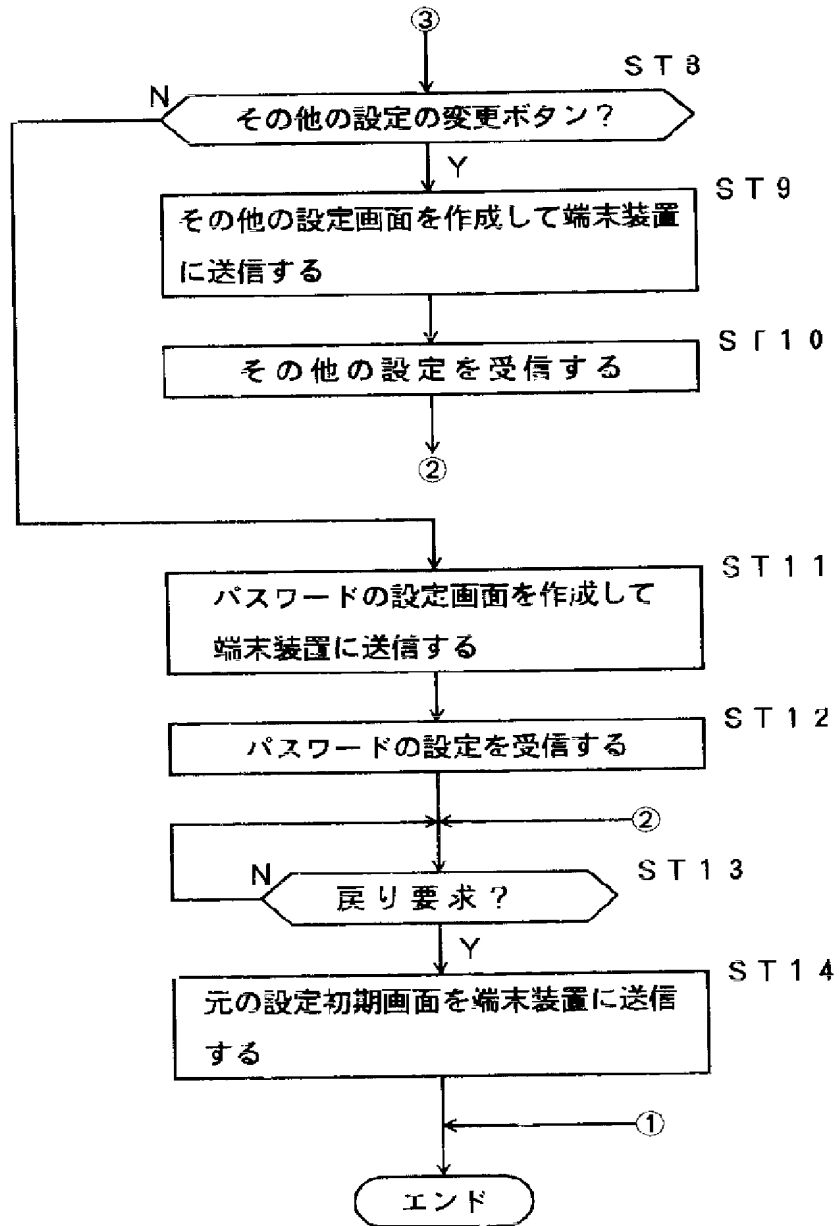 ③
ST8
N
その他の設定の変更ボタン?
Y
ST9
その他の設定画面を作成して端末装置
に送信する
ST10
その他の設定を受信する
②
ST11
パスワードの設定画面を作成して
端末装置に送信する
ST12
パスワードの設定を受信する
②
ST13
N
戻り要求?
Y
ST14
元の設定初期画面を端末装置に送信
する
①
エンド